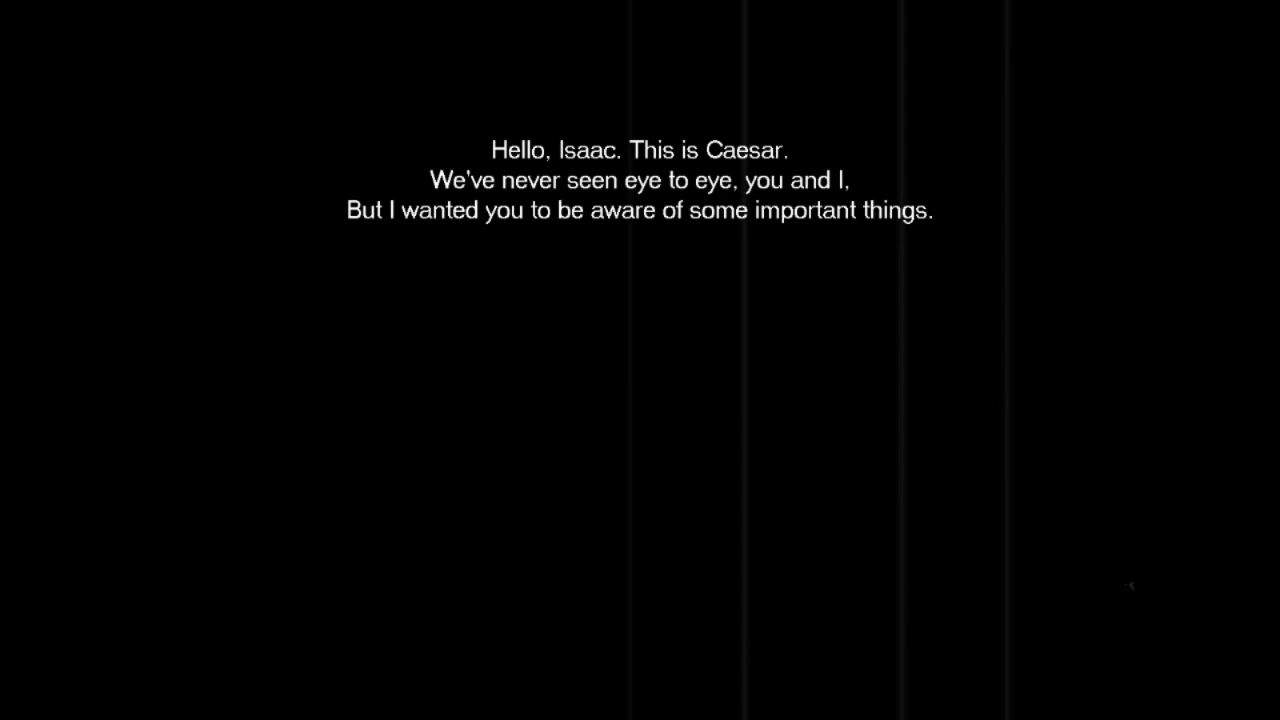 Hello, Isaac. This is Caesar.
We've never seen eye to eye, you and I,
But I wanted you to be aware of some important things.